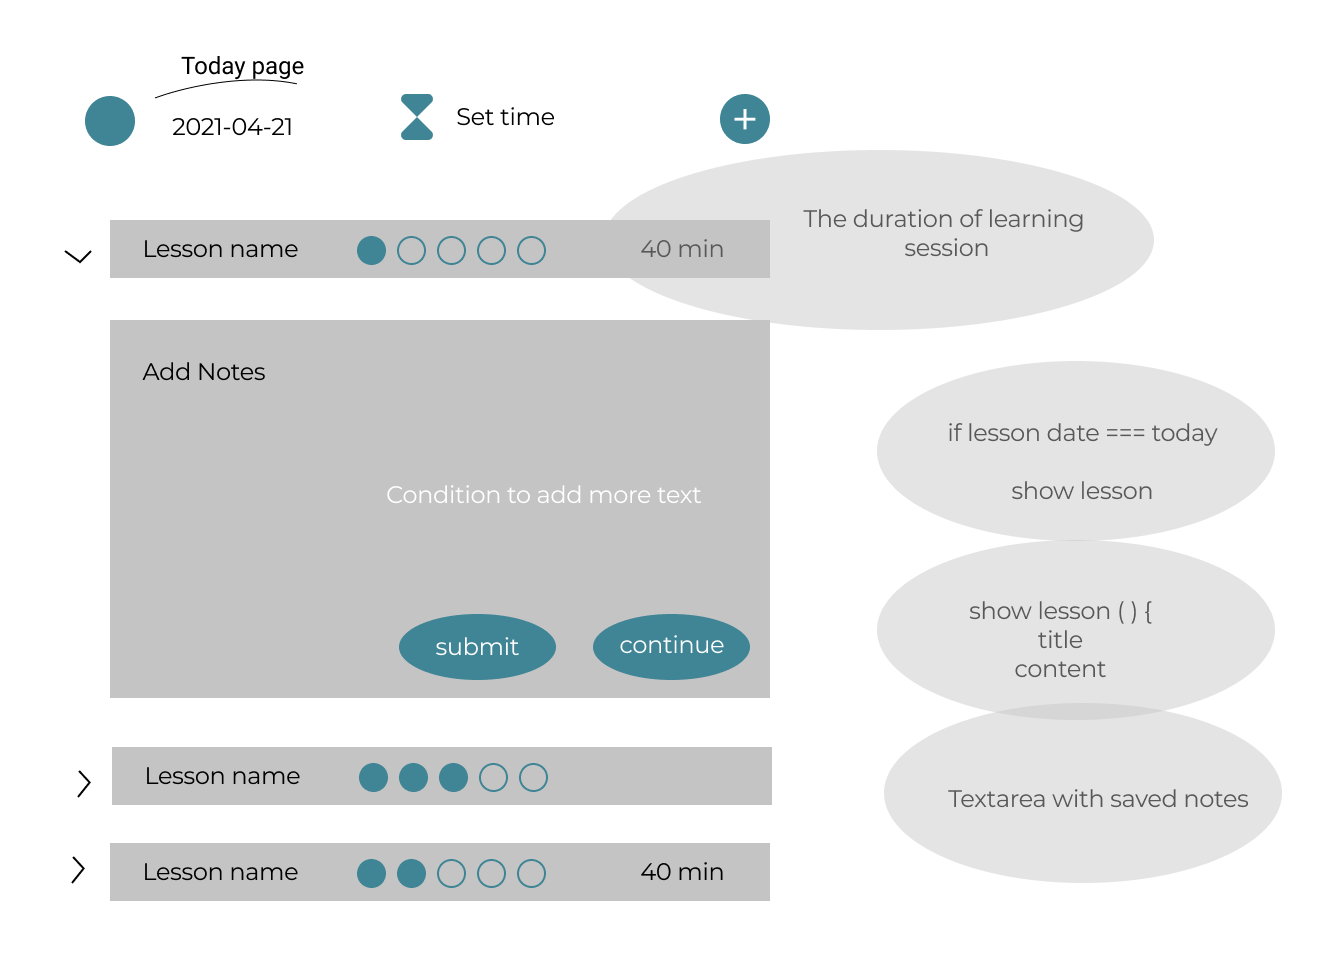 Today page
2021-04-21
Set time
+
The duration of learning
session
Lesson name
40 min
Add Notes
Condition to add more text
submit
continue
if lesson date === today
show lesson
show lesson ( ) {
title
content
Textarea with saved notes
Lesson name
Lesson name
40 min